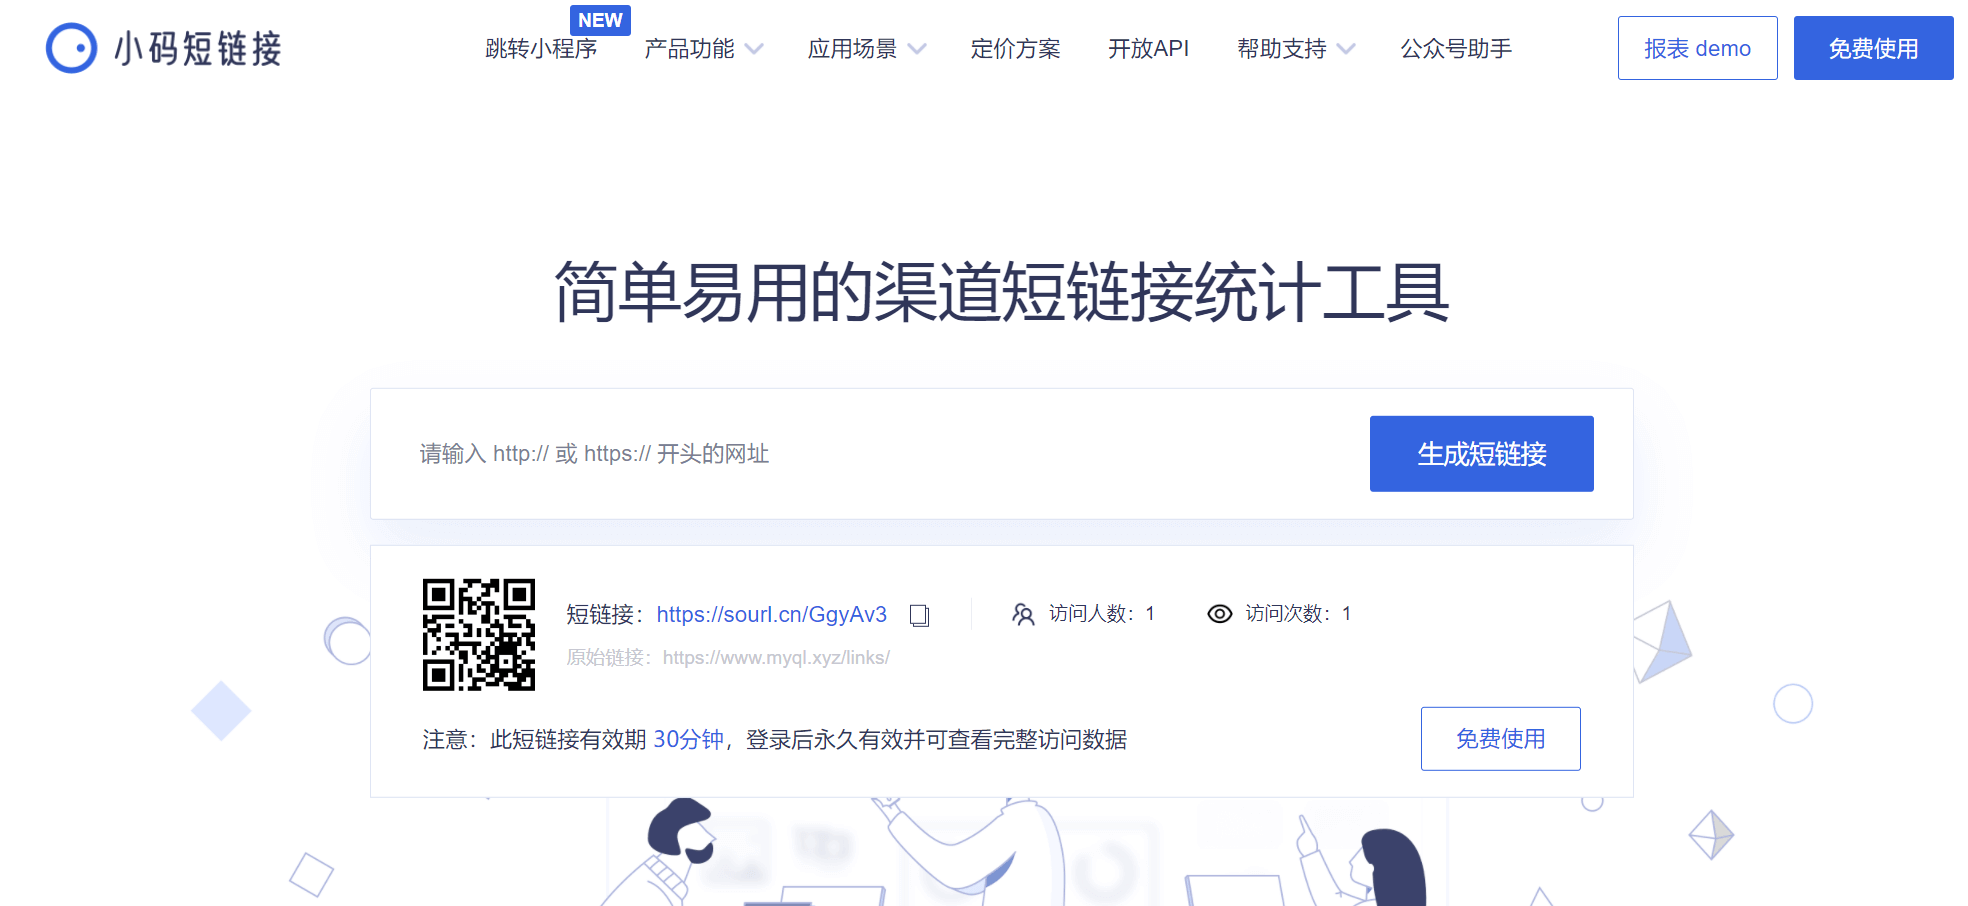 小码短链接
NEW
跳转小程序
产品功能
应用场景
定价方案
开放API
帮助支持
公众号助手
报表 demo
免费使用
简单易用的渠道短链接统计工具
请输入 http:// 或 https:// 开头的网址
生成短链接
短链接：https://sourl.cn/GgyAv3
访问人数：1
访问次数：1
原始链接：https://www.myql.xyz/links/
注意：此短链接有效期 30分钟，登录后永久有效并可查看完整访问数据
免费使用